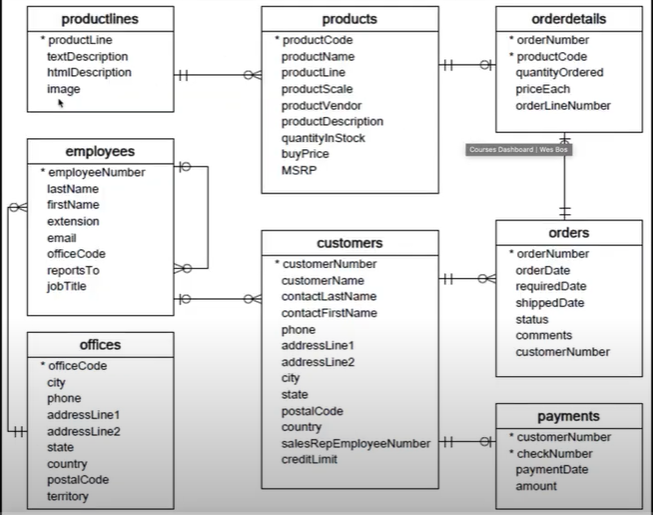 productlines
* productLine
textDescription
htmlDescription
image
products
* productCode
productName
productLine
productScale
productVendor
productDescription
quantityInStock
buyPrice
MSRP
orderdetails
* orderNumber
* productCode
quantityOrdered
priceEach
orderLineNumber
Courses Dashboard | Wes Bos
employees
* employeeNumber
lastName
firstName
extension
email
officeCode
reportsTo
jobTitle
customers
* customerNumber
customerName
contactLastName
contactFirstName
phone
addressLine1
addressLine2
city
state
postalCode
country
salesRepEmployeeNumber
creditLimit
orders
* orderNumber
orderDate
requiredDate
shippedDate
status
comments
customerNumber
offices
* officeCode
city
phone
addressLine1
addressLine2
state
country
postalCode
territory
payments
* customerNumber
* checkNumber
paymentDate
amount